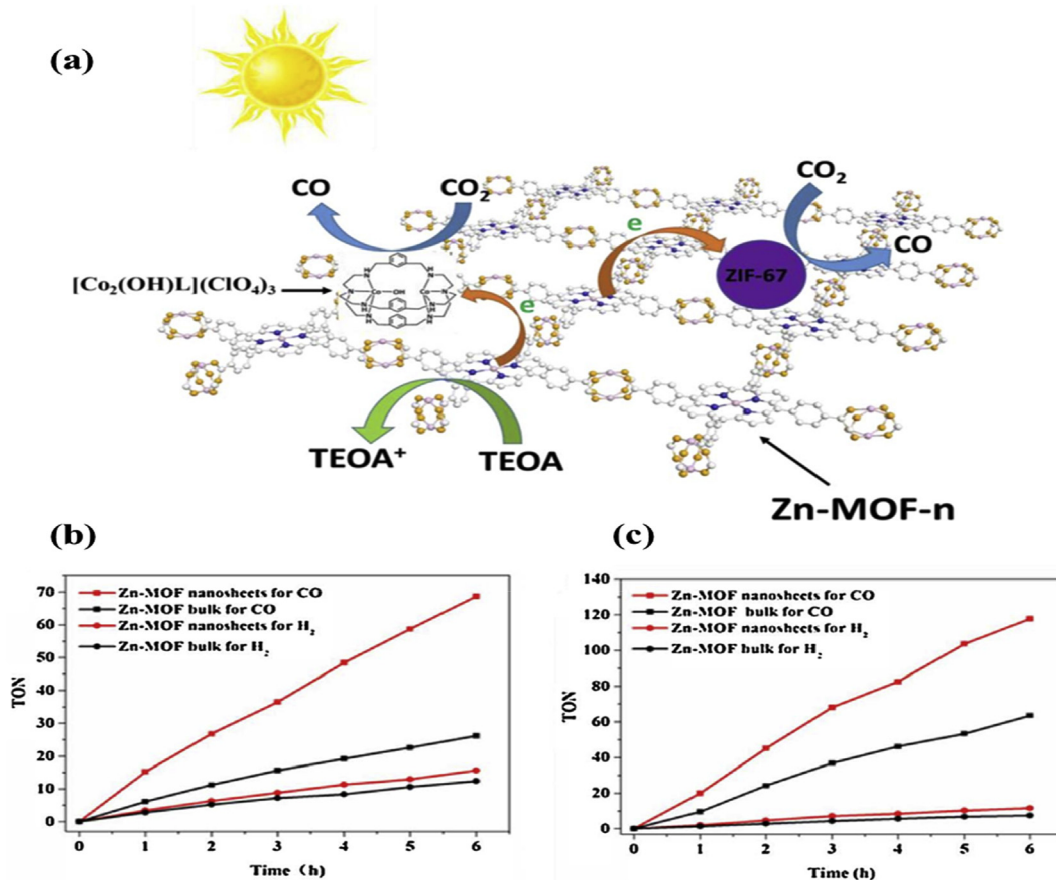 (a)
CO
CO₂
CO₂
e
CO
ZIF-67
[Co₂(OH)L](ClO₄)₃
e
TEOA⁺
TEOA
Zn-MOF-n
(b)
Zn-MOF nanosheets for CO
Zn-MOF bulk for CO
Zn-MOF nanosheets for H₂
Zn-MOF bulk for H₂
70
60
50
40
30
20
10
0
TON
0 1 2 3 4 5 6
Time (h)
(c)
Zn-MOF nanosheets for CO
Zn-MOF bulk for CO
Zn-MOF nanosheets for H₂
Zn-MOF bulk for H₂
140
120
100
80
60
40
20
0
TON
0 1 2 3 4 5 6
Time (h)